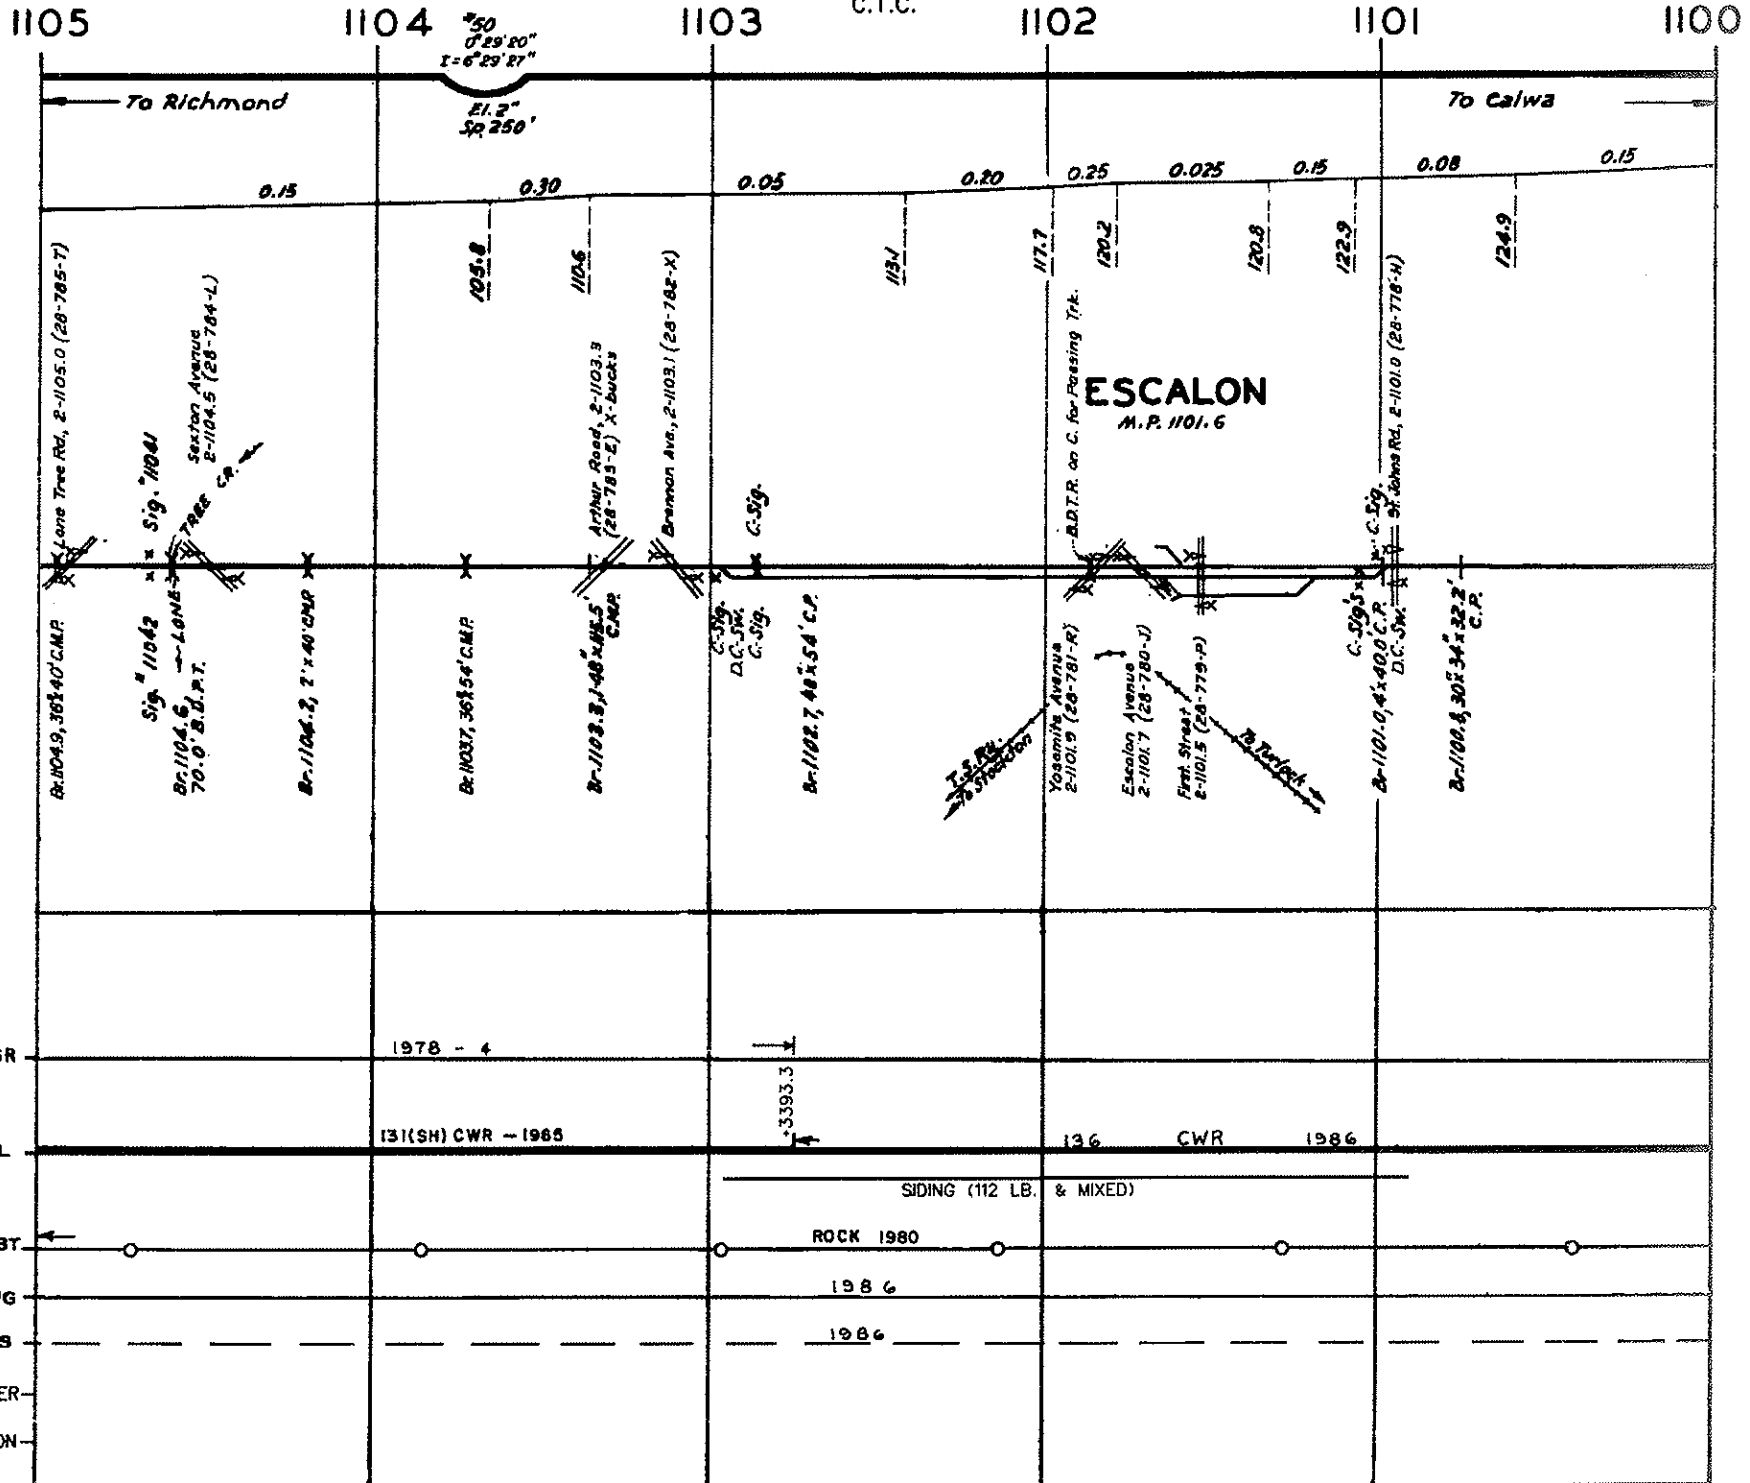 C.T.C.
1105 1104 1103 1102 1101 1100
#50
0°29'20"
I=6°29'27"
To Richmond
El. 2"
Sp. 250'
To Calwa
0.15 0.30 0.05 0.20 0.25 0.025 0.15 0.08 0.15
105.8 110.6 113.1 117.7 120.2 120.8 122.9 124.9
Lone Tree Rd., 2-1105.0 (28-785-T)
Sig. #11041
Sexton Avenue
2-1104.5 (28-784-L)
TREE CR.
Arthur Road, 2-1103.3
(28-783-E) X-bucks
Brennan Ave., 2-1103.1 (28-782-X)
C-Sig.
B.D.T.R. on C. for Passing Trk.
ESCALON
M.P. 1101.6
C-Sig.
St. Johns Rd., 2-1101.0 (28-778-H)
Br. 1104.9, 36"x40' C.M.P.
Sig. # 11042
Br. 1104.6,
70.0' B.D.P.T.
LONE
Br. 1104.2, 2'x40' CMP
Br. 1103.7, 36"x54' C.M.P.
Br. 1103.3, 1-48"x115.5'
C.M.P.
C-Sig.
D.C.-Sw.
C-Sig.
Br. 1102.7, 48"x54' C.P.
T.S.Ry.
To Stockton
Yosemite Avenue
2-1101.9 (28-781-R)
Escalon Avenue
2-1101.7 (28-780-J)
First Street
2-1101.5 (28-779-P)
To Turlock
C-Sig's
Br-1101.0, 4'x40.0' C.P.
D.C.-Sw.
Br. 1100.8, 30"x34"x32.2'
C.P.
1978 - 4
+3393.3
131(SH) CWR - 1985
136 CWR 1986
SIDING (112 LB. & MIXED)
ROCK 1980
1986
1986